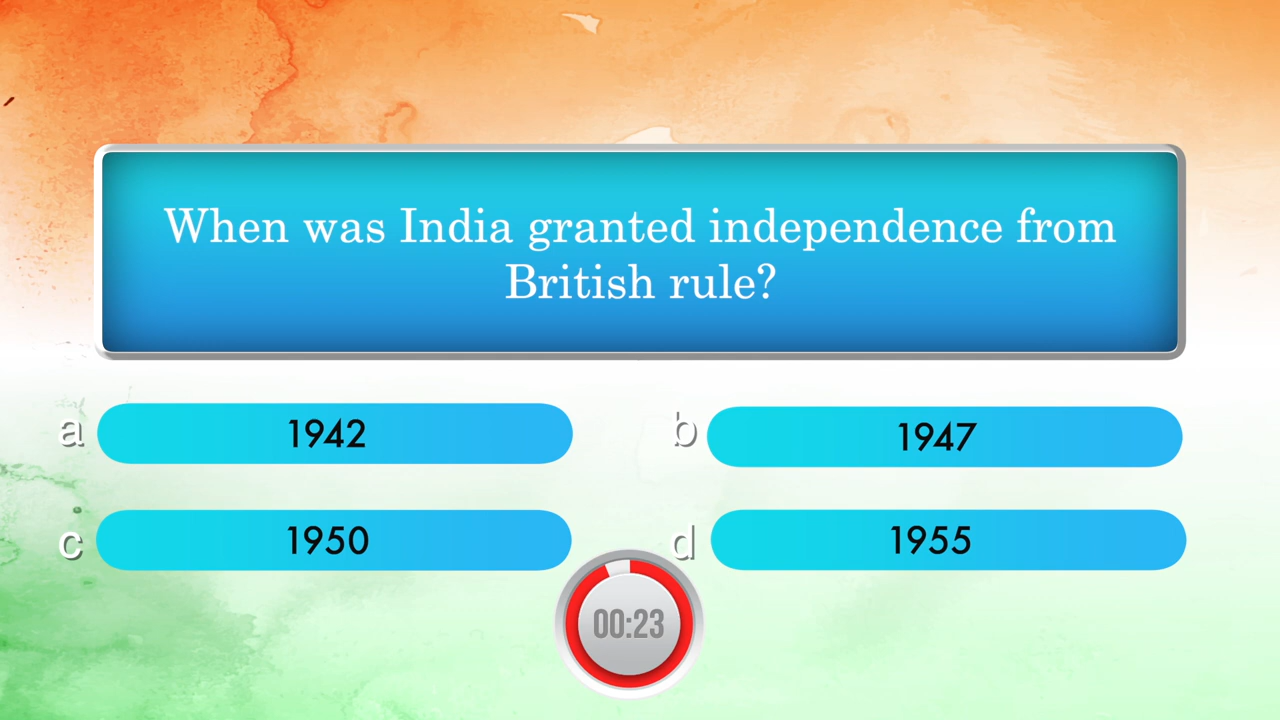 When was India granted independence from
British rule?
a 1942
b 1947
c 1950
d 1955
00:23